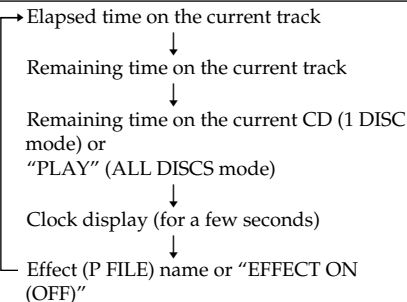 Elapsed time on the current track
Remaining time on the current track
Remaining time on the current CD (1 DISC
mode) or
“PLAY” (ALL DISCS mode)
Clock display (for a few seconds)
Effect (P FILE) name or “EFFECT ON
(OFF)”